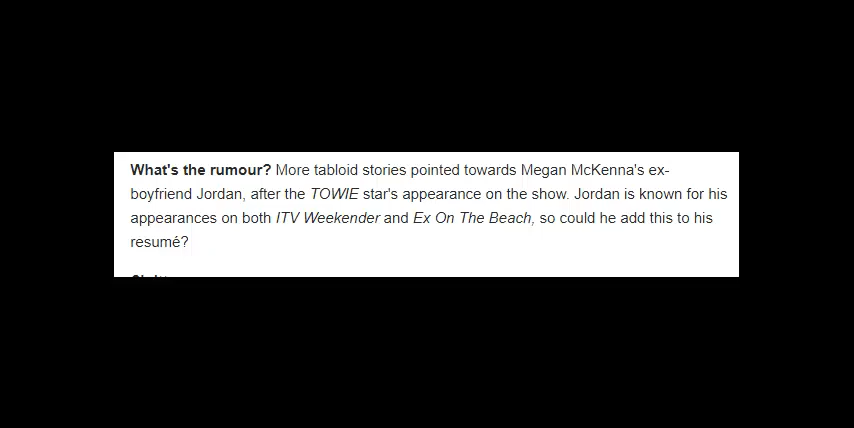 What's the rumour? More tabloid stories pointed towards Megan McKenna's ex-
boyfriend Jordan, after the TOWIE star's appearance on the show. Jordan is known for his
appearances on both ITV Weekender and Ex On The Beach, so could he add this to his
resumé?